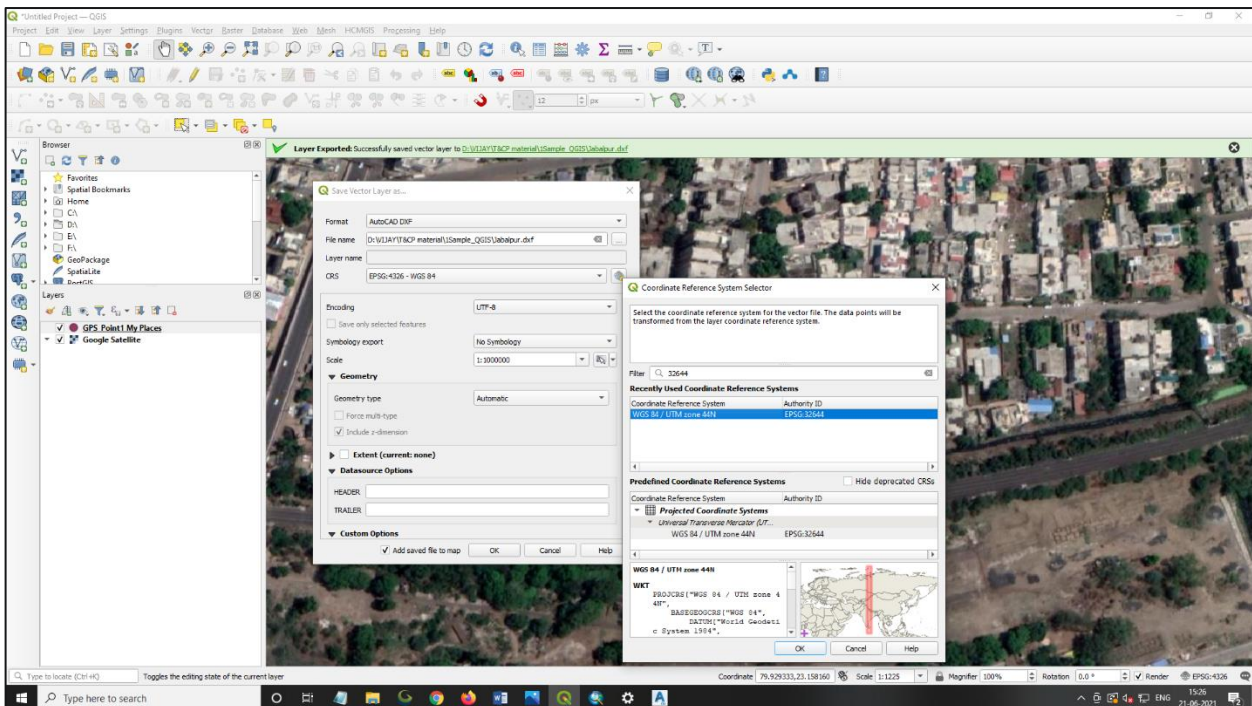 *Untitled Project — QGIS
Project Edit View Layer Settings Plugins Vector Raster Database Web Mesh HCMGIS Processing Help
12 px
Browser
Favorites
Spatial Bookmarks
Home
C:\
D:\
E:\
F:\
GeoPackage
SpatiaLite
PostGIS
Layers
GPS_Point1 My Places
Google Satellite
Layer Exported: Successfully saved vector layer to D:\VIJAY\T&CP material\1Sample_QGIS\Jabalpur.dxf
Save Vector Layer as...
Format AutoCAD DXF
File name D:\VIJAY\T&CP material\1Sample_QGIS\Jabalpur.dxf
Layer name
CRS EPSG:4326 - WGS 84
Encoding UTF-8
Save only selected features
Symbology export No Symbology
Scale 1:1000000
Geometry
Geometry type Automatic
Force multi-type
Include z-dimension
Extent (current: none)
Datasource Options
HEADER
TRAILER
Custom Options
Add saved file to map OK Cancel Help
Coordinate Reference System Selector
Select the coordinate reference system for the vector file. The data points will be
transformed from the layer coordinate reference system.
Filter 32644
Recently Used Coordinate Reference Systems
Coordinate Reference System Authority ID
WGS 84 / UTM zone 44N EPSG:32644
Predefined Coordinate Reference Systems Hide deprecated CRSs
Coordinate Reference System Authority ID
Projected Coordinate Systems
Universal Transverse Mercator (UT...
WGS 84 / UTM zone 44N EPSG:32644
WGS 84 / UTM zone 44N
WKT
PROJCRS["WGS 84 / UTM zone 4
4N",
BASEGEOGCRS["WGS 84",
DATUM["World Geodeti
c System 1984",
OK Cancel Help
Type to locate (Ctrl+K) Toggles the editing state of the current layer Coordinate 79.929333,23.158160 Scale 1:1225 Magnifier 100% Rotation 0.0 ° Render EPSG:4326
Type here to search ENG 15:26
21-06-2021